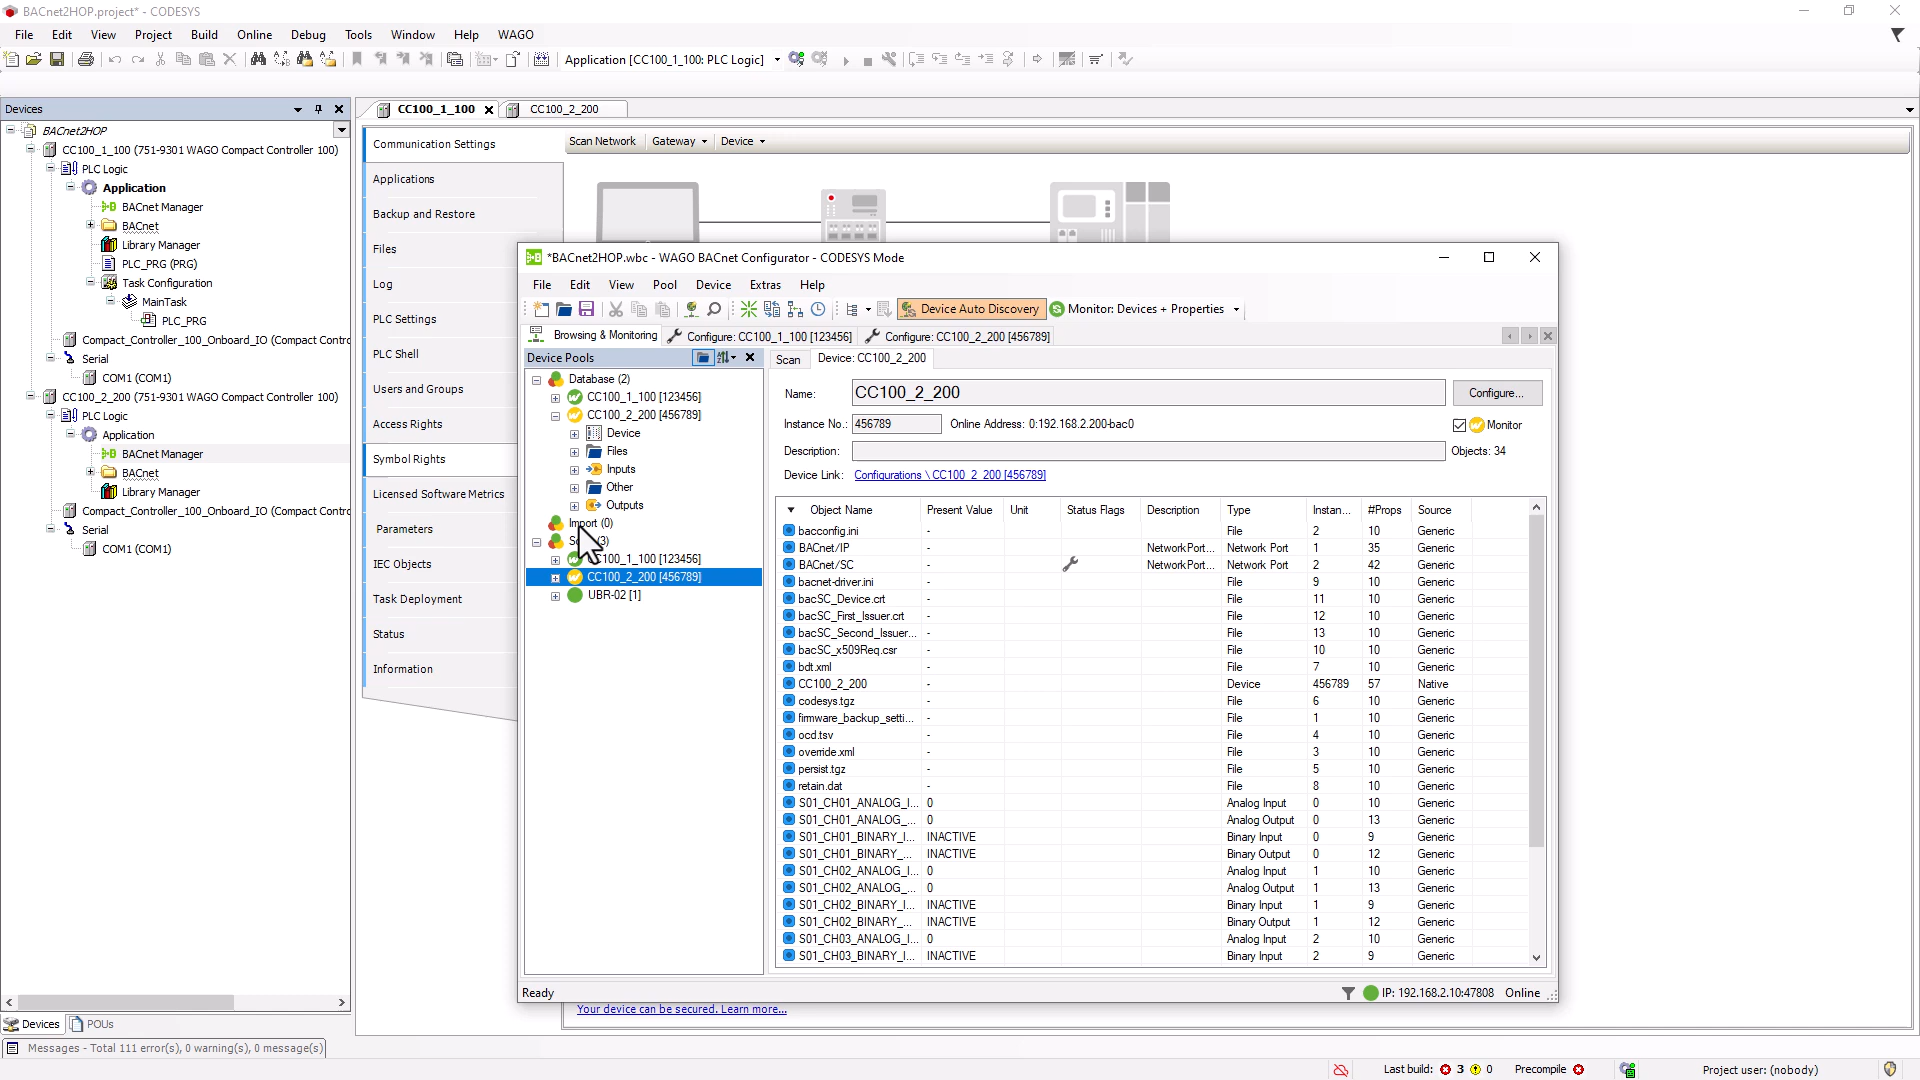 BACnet2HOP.project* - CODESYS
File Edit View Project Build Online Debug Tools Window Help WAGO
Application [CC100_1_100: PLC Logic]
Devices
BACnet2HOP
CC100_1_100 (751-9301 WAGO Compact Controller 100)
PLC Logic
Application
BACnet Manager
BACnet
Library Manager
PLC_PRG (PRG)
Task Configuration
MainTask
PLC_PRG
Compact_Controller_100_Onboard_IO (Compact Contrc
Serial
COM1 (COM1)
CC100_2_200 (751-9301 WAGO Compact Controller 100)
PLC Logic
Application
BACnet Manager
BACnet
Library Manager
Compact_Controller_100_Onboard_IO (Compact Contrc
Serial
COM1 (COM1)
Devices POUs
Messages - Total 111 error(s), 0 warning(s), 0 message(s)
CC100_1_100 CC100_2_200
Communication Settings
Applications
Backup and Restore
Files
Log
PLC Settings
PLC Shell
Users and Groups
Access Rights
Symbol Rights
Licensed Software Metrics
Parameters
IEC Objects
Task Deployment
Status
Information
Scan Network Gateway Device
*BACnet2HOP.wbc - WAGO BACnet Configurator - CODESYS Mode
File Edit View Pool Device Extras Help
Device Auto Discovery Monitor: Devices + Properties
Browsing & Monitoring Configure: CC100_1_100 [123456] Configure: CC100_2_200 [456789]
Device Pools
Database (2)
CC100_1_100 [123456]
CC100_2_200 [456789]
Device
Files
Inputs
Other
Outputs
Import (0)
(3)
CC100_1_100 [123456]
CC100_2_200 [456789]
UBR-02 [1]
Scan Device: CC100_2_200
Name: CC100_2_200 Configure...
Instance No.: 456789 Online Address: 0:192.168.2.200-bac0 Monitor
Description: Objects: 34
Device Link: Configurations \ CC100_2_200 [456789]
Object Name Present Value Unit Status Flags Description Type Instan... #Props Source
bacconfig.ini - File 2 10 Generic
BACnet/IP - NetworkPort... Network Port 1 35 Generic
BACnet/SC - NetworkPort... Network Port 2 42 Generic
bacnet-driver.ini - File 9 10 Generic
bacSC_Device.crt - File 11 10 Generic
bacSC_First_Issuer.crt - File 12 10 Generic
bacSC_Second_Issuer... - File 13 10 Generic
bacSC_x509Req.csr - File 10 10 Generic
bdt.xml - File 7 10 Generic
CC100_2_200 - Device 456789 57 Native
codesys.tgz - File 6 10 Generic
firmware_backup_setti... - File 1 10 Generic
ocd.tsv - File 4 10 Generic
override.xml - File 3 10 Generic
persist.tgz - File 5 10 Generic
retain.dat - File 8 10 Generic
S01_CH01_ANALOG_I... 0 Analog Input 0 10 Generic
S01_CH01_ANALOG_... 0 Analog Output 0 13 Generic
S01_CH01_BINARY_I... INACTIVE Binary Input 0 9 Generic
S01_CH01_BINARY_... INACTIVE Binary Output 0 12 Generic
S01_CH02_ANALOG_I... 0 Analog Input 1 10 Generic
S01_CH02_ANALOG_... 0 Analog Output 1 13 Generic
S01_CH02_BINARY_I... INACTIVE Binary Input 1 9 Generic
S01_CH02_BINARY_... INACTIVE Binary Output 1 12 Generic
S01_CH03_ANALOG_I... 0 Analog Input 2 10 Generic
S01_CH03_BINARY_I... INACTIVE Binary Input 2 9 Generic
Ready IP: 192.168.2.10:47808 Online
Your device can be secured. Learn more...
Last build: 3 0 Precompile Project user: (nobody)